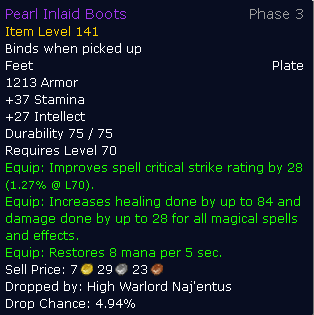 Pearl Inlaid Boots Phase 3
Item Level 141
Binds when picked up
Feet Plate
1213 Armor
+37 Stamina
+27 Intellect
Durability 75 / 75
Requires Level 70
Equip: Improves spell critical strike rating by 28
(1.27% @ L70).
Equip: Increases healing done by up to 84 and
damage done by up to 28 for all magical spells
and effects.
Equip: Restores 8 mana per 5 sec.
Sell Price: 7 29 23
Dropped by: High Warlord Naj'entus
Drop Chance: 4.94%